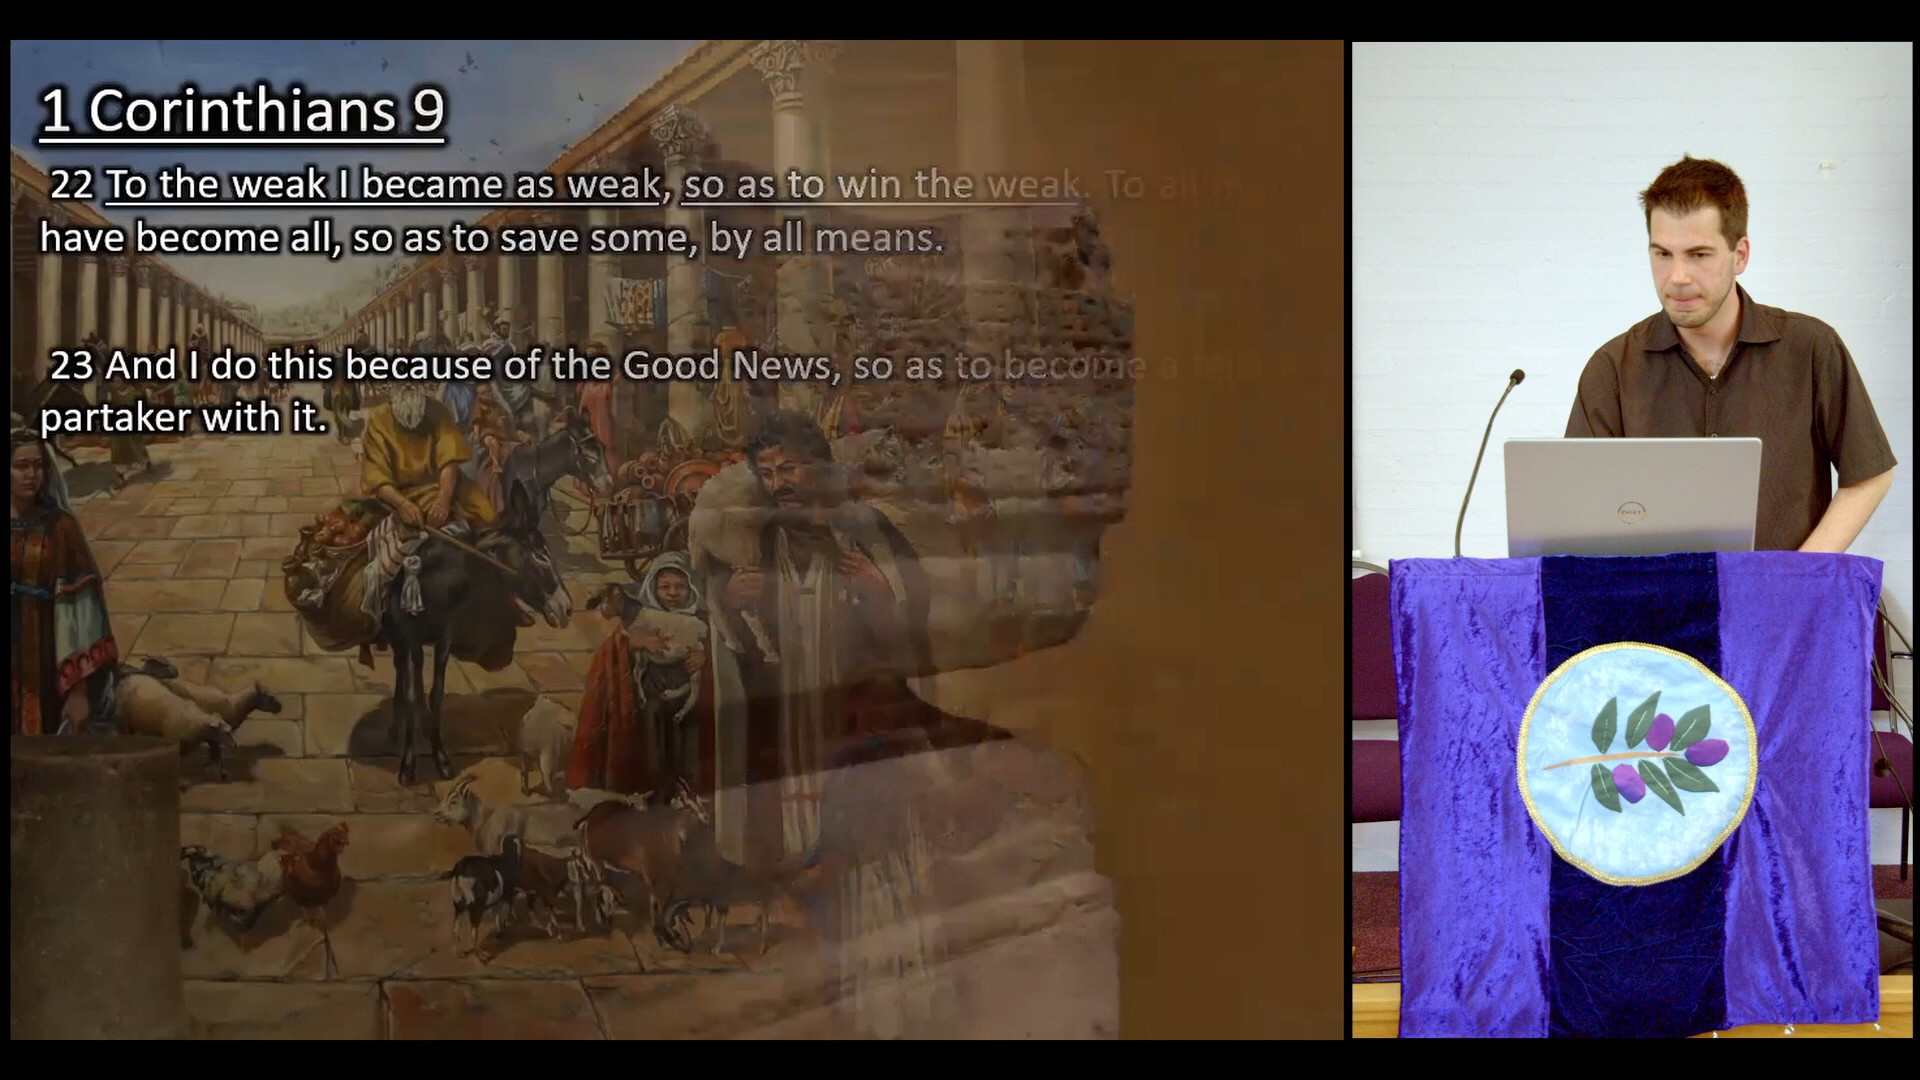 1 Corinthians 9
22 To the weak I became as weak, so as to win the weak. To all
have become all, so as to save some, by all means.
23 And I do this because of the Good News, so as to become a
partaker with it.
DELL